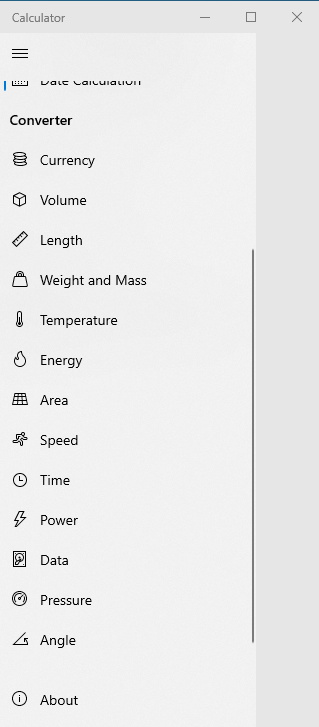 Calculator
Date Calculation
Converter
Currency
Volume
Length
Weight and Mass
Temperature
Energy
Area
Speed
Time
Power
Data
Pressure
Angle
About